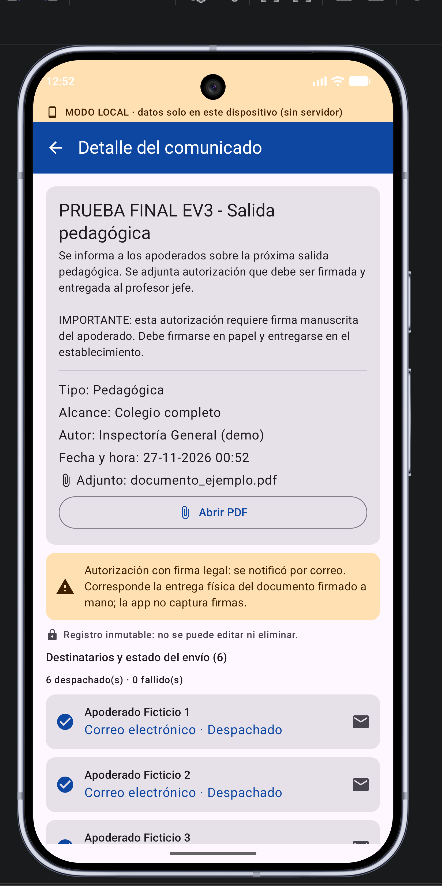 12:52
MODO LOCAL · datos solo en este dispositivo (sin servidor)
Detalle del comunicado
PRUEBA FINAL EV3 - Salida
pedagógica
Se informa a los apoderados sobre la próxima salida
pedagógica. Se adjunta autorización que debe ser firmada y
entregada al profesor jefe.
IMPORTANTE: esta autorización requiere firma manuscrita
del apoderado. Debe firmarse en papel y entregarse en el
establecimiento.
Tipo: Pedagógica
Alcance: Colegio completo
Autor: Inspectoría General (demo)
Fecha y hora: 27-11-2026 00:52
Adjunto: documento_ejemplo.pdf
Abrir PDF
Autorización con firma legal: se notificó por correo.
Corresponde la entrega física del documento firmado a
mano; la app no captura firmas.
Registro inmutable: no se puede editar ni eliminar.
Destinatarios y estado del envío (6)
6 despachado(s) · 0 fallido(s)
Apoderado Ficticio 1
Correo electrónico · Despachado
Apoderado Ficticio 2
Correo electrónico · Despachado
Apoderado Ficticio 3